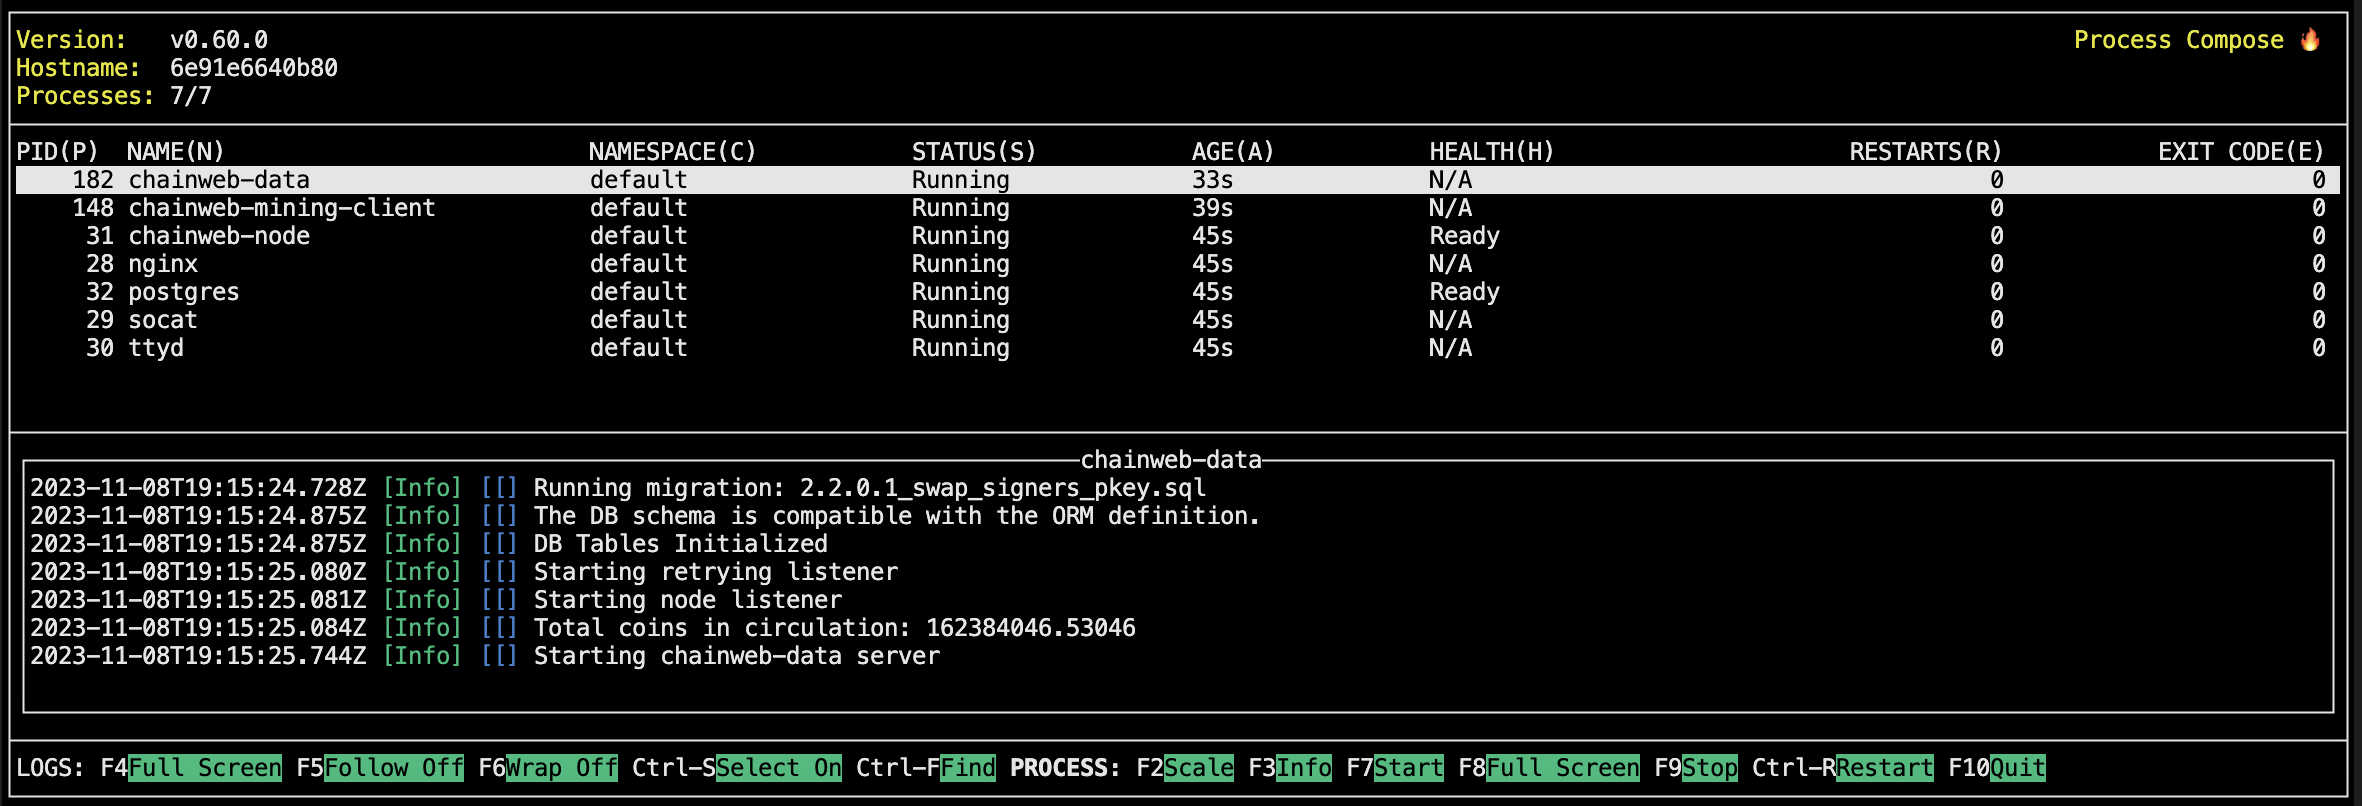 Version: v0.60.0 Process Compose 🔥
Hostname: 6e91e6640b80
Processes: 7/7
PID(P) NAME(N) NAMESPACE(C) STATUS(S) AGE(A) HEALTH(H) RESTARTS(R) EXIT CODE(E)
182 chainweb-data default Running 33s N/A 0 0
148 chainweb-mining-client default Running 39s N/A 0 0
31 chainweb-node default Running 45s Ready 0 0
28 nginx default Running 45s N/A 0 0
32 postgres default Running 45s Ready 0 0
29 socat default Running 45s N/A 0 0
30 ttyd default Running 45s N/A 0 0
chainweb-data
2023-11-08T19:15:24.728Z [Info] [[] Running migration: 2.2.0.1_swap_signers_pkey.sql
2023-11-08T19:15:24.875Z [Info] [[] The DB schema is compatible with the ORM definition.
2023-11-08T19:15:24.875Z [Info] [[] DB Tables Initialized
2023-11-08T19:15:25.080Z [Info] [[] Starting retrying listener
2023-11-08T19:15:25.081Z [Info] [[] Starting node listener
2023-11-08T19:15:25.084Z [Info] [[] Total coins in circulation: 162384046.53046
2023-11-08T19:15:25.744Z [Info] [[] Starting chainweb-data server
LOGS: F4Full Screen F5Follow Off F6Wrap Off Ctrl-SSelect On Ctrl-FFind PROCESS: F2Scale F3Info F7Start F8Full Screen F9Stop Ctrl-RRestart F10Quit